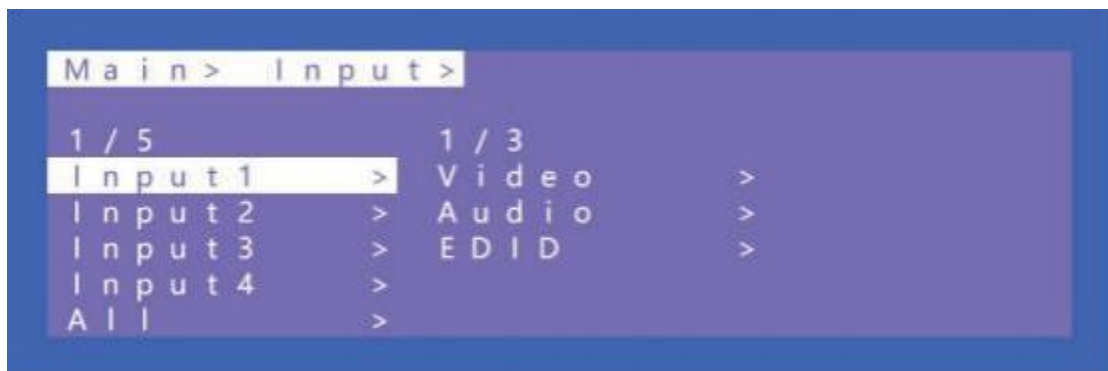 Main> Input>
1/5 1/3
Input1 > Video >
Input2 > Audio >
Input3 > EDID >
Input4 >
All >